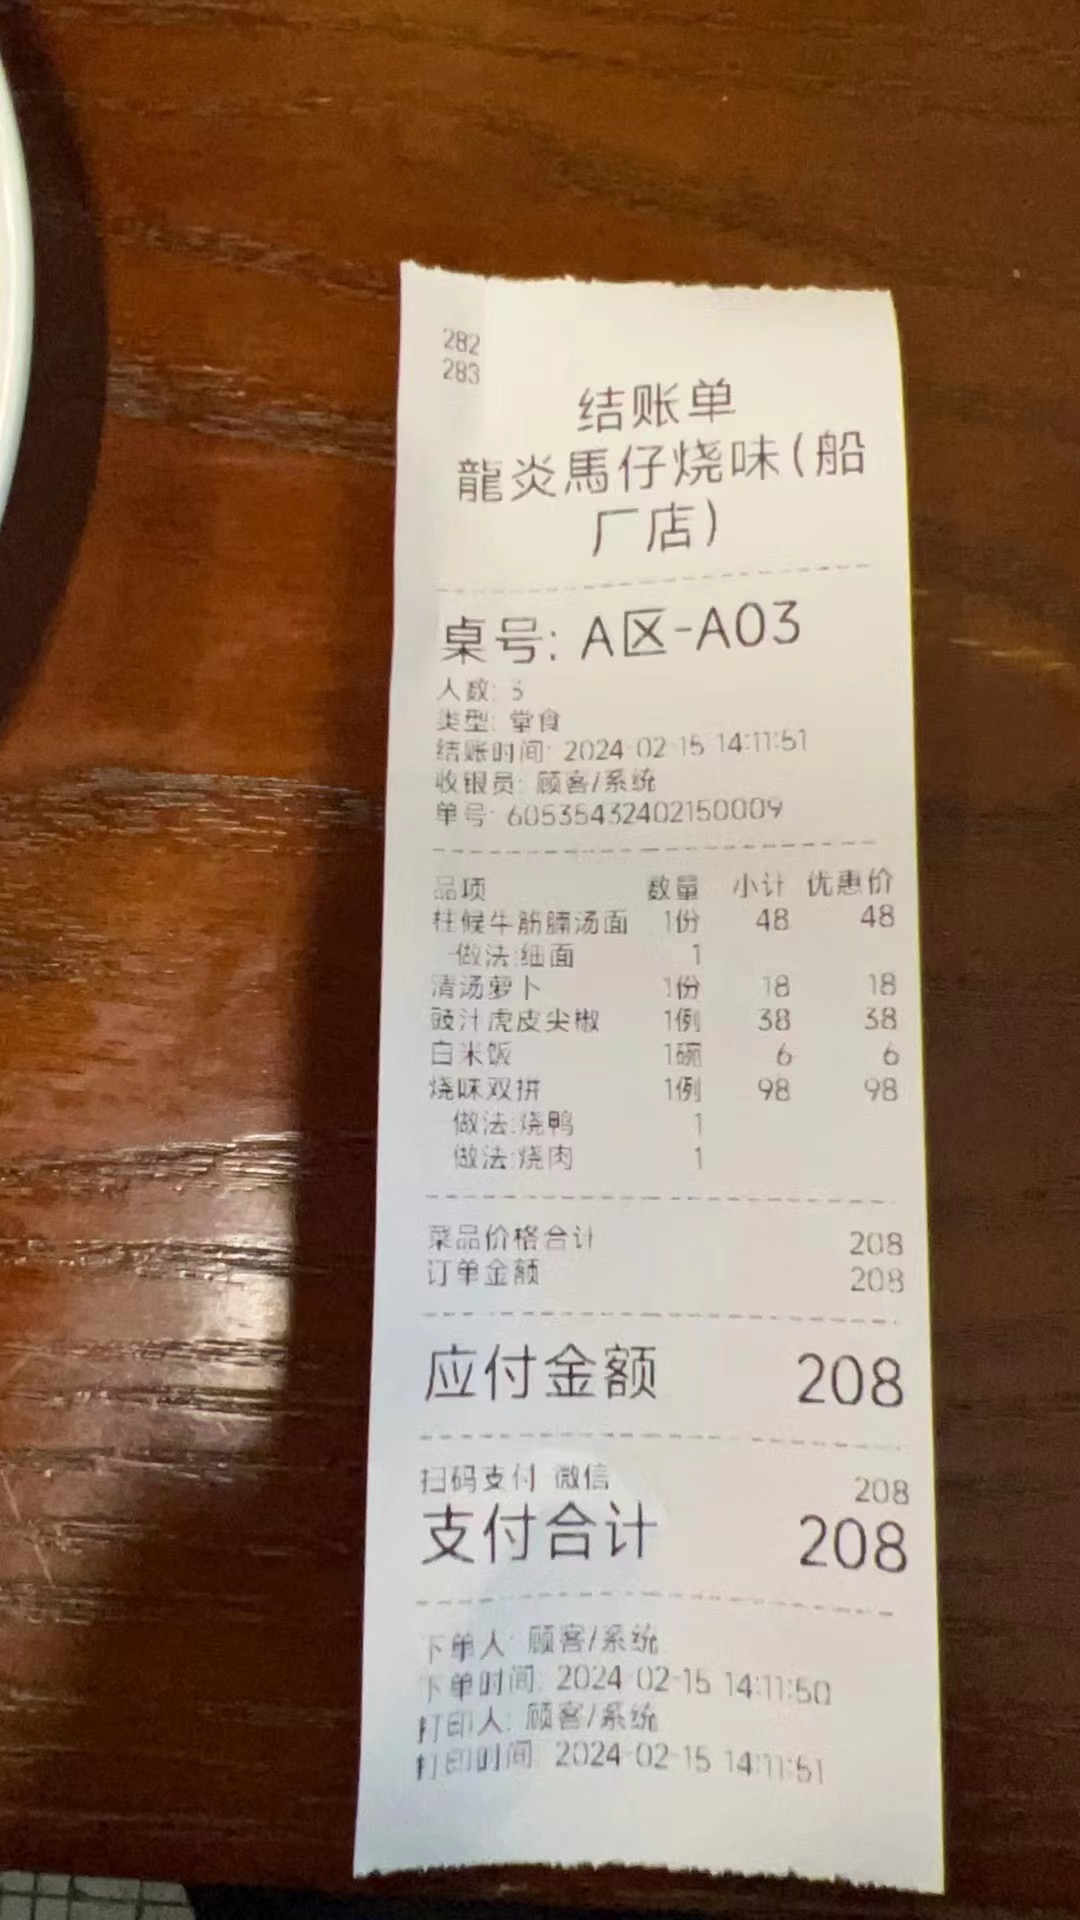 282
283
结账单
龍炎馬仔烧味(船
厂店)
桌号: A区-A03
人数: 3
类型: 堂食
结账时间: 2024-02-15 14:11:51
收银员: 顾客/系统
单号: 60535432402150009
品项 数量 小计 优惠价
柱候牛筋腩汤面 1份 48 48
-做法:细面 1
清汤萝卜 1份 18 18
豉汁虎皮尖椒 1例 38 38
白米饭 1碗 6 6
烧味双拼 1例 98 98
做法:烧鸭 1
做法:烧肉 1
菜品价格合计 208
订单金额 208
应付金额 208
扫码支付-微信 208
支付合计 208
下单人: 顾客/系统
下单时间: 2024-02-15 14:11:50
打印人: 顾客/系统
打印时间: 2024-02-15 14:11:51